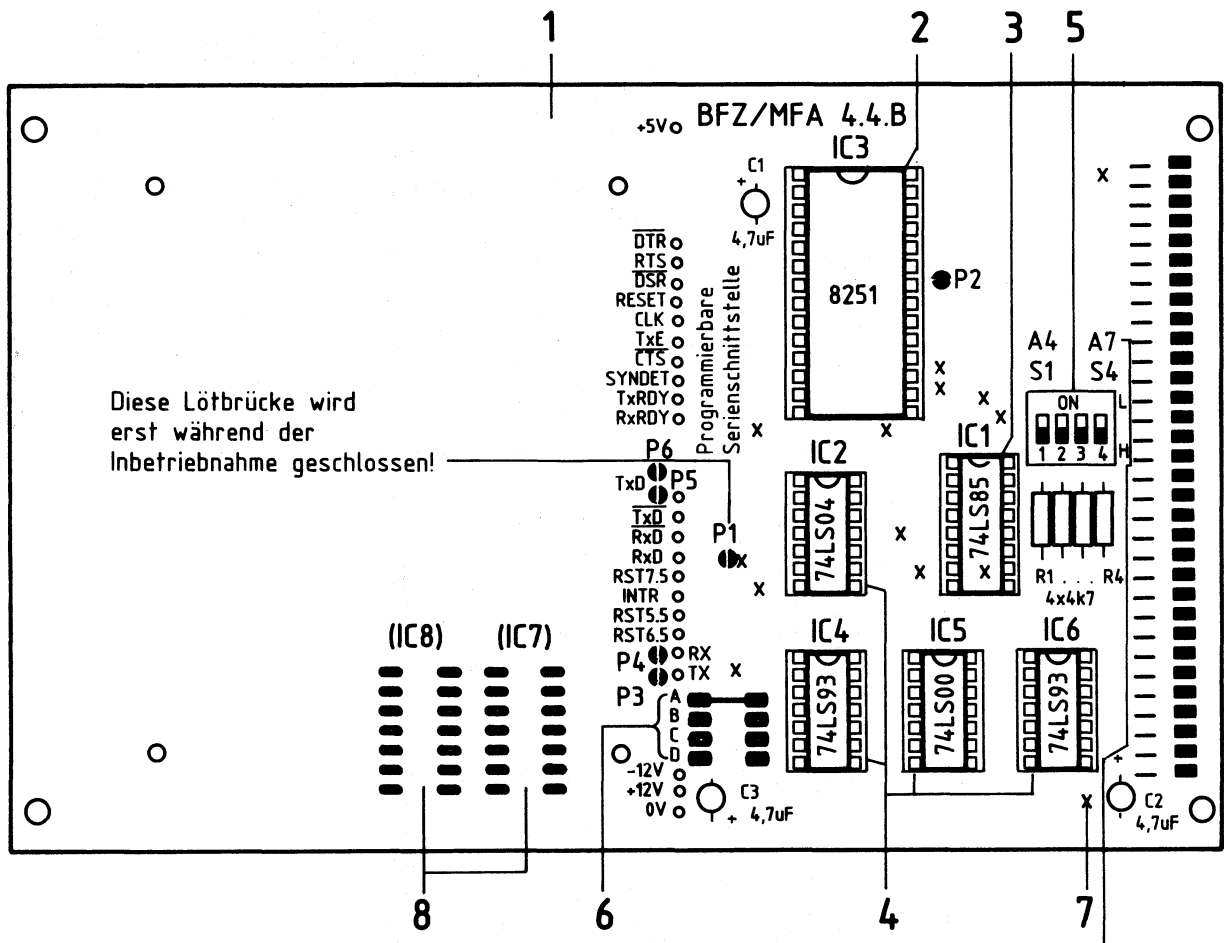 1 2 3 5
BFZ/MFA 4.4.B
+5V
IC3
C1
+
4,7uF
8251
P2
x
DTR
RTS
DSR
RESET
CLK
TxE
CTS
SYNDET
TxRDY
RxRDY
Programmierbare
Serienschnittstelle
A4 A7
S1 S4
ON
L
H
1 2 3 4
Diese Lötbrücke wird
erst während der
Inbetriebnahme geschlossen!
P6
TxD
P5
TxD
RxD
RxD
RST7.5
INTR
RST5.5
RST6.5
P1
IC2
74LS04
IC1
74LS85
R1 . . . R4
4x4k7
(IC8) (IC7)
P4
RX
TX
P3
A
B
C
D
-12V
+12V
0V
C3
+ 4,7uF
IC4
74LS93
IC5
74LS00
IC6
74LS93
+
C2
4,7uF
8 6 4 7